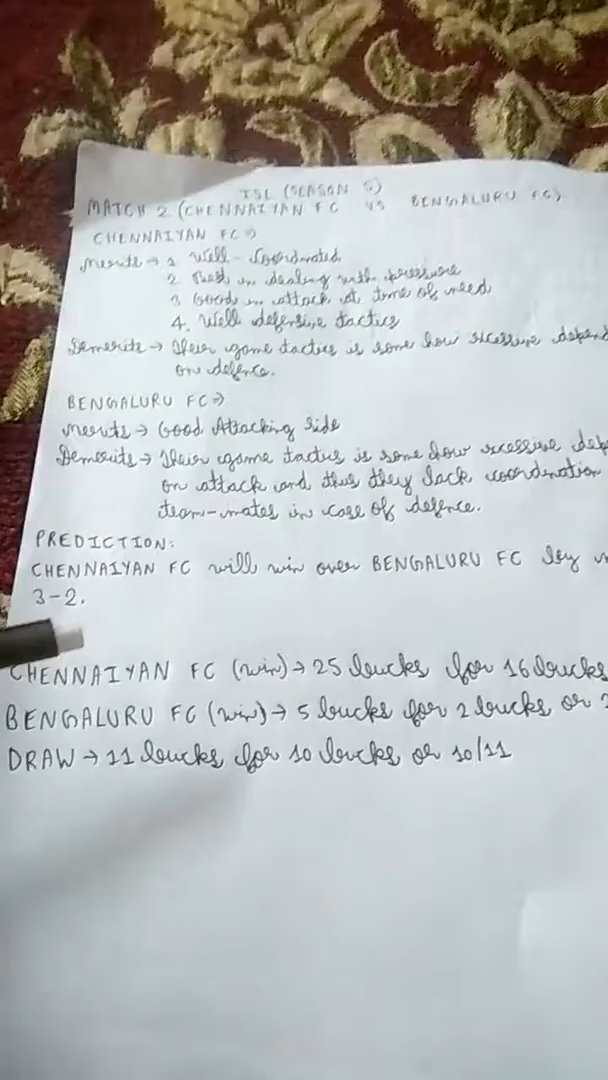 ISL (SEASON 5)
MATCH 2 (CHENNAIYAN FC VS BENGALURU FC)
CHENNAIYAN FC ⇒
Merits → 1 Well-Coordinated
2 Best in dealing with pressure
3 Good in attack at time of need
4. Well defensive tactics
Demerits → Their game tactics is some how excessive depend
on defence.
BENGALURU FC ⇒
Merits → Good Attacking side
Demerits → Their game tactics is some how excessive dep
on attack and thus they lack coordination
team-mates in case of defence.
PREDICTION:
CHENNAIYAN FC will win over BENGALURU FC by
3-2.
CHENNAIYAN FC (win) → 25 bucks for 16 bucks
BENGALURU FC (win) → 5 bucks for 2 bucks or 2
DRAW → 11 bucks for 10 bucks or 10/11